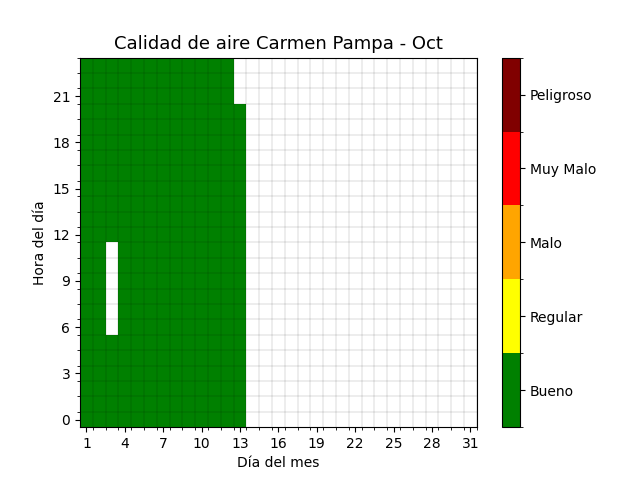 Calidad de aire Carmen Pampa - Oct
21
18
15
12
9
6
3
0
Hora del día
1 4 7 10 13 16 19 22 25 28 31
Día del mes
Peligroso
Muy Malo
Malo
Regular
Bueno